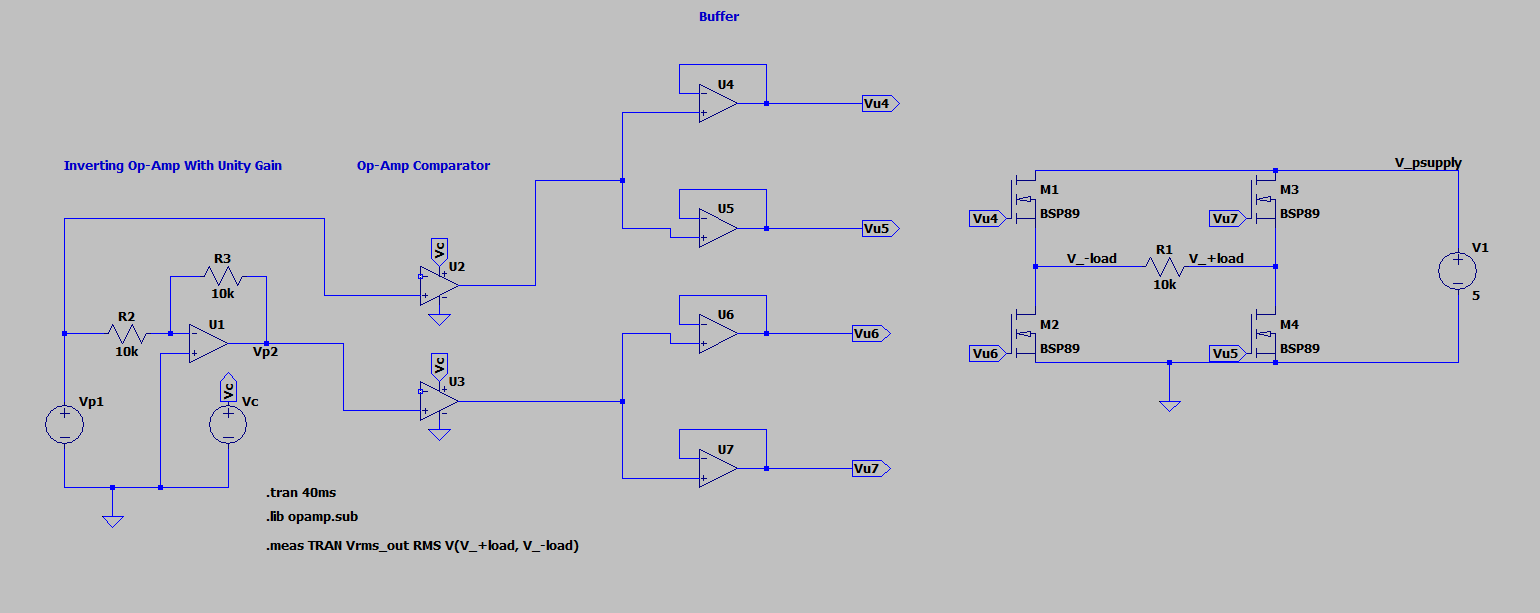 Buffer
U4
Vu4
Inverting Op-Amp With Unity Gain
Op-Amp Comparator
V_psupply
M1
M3
U5
BSP89
BSP89
Vu4
Vu7
Vu5
Vc
R3
U2
V_-load
R1
V_+load
V1
10k
10k
5
R2
U1
U6
M2
M4
10k
Vp2
Vu6
BSP89
BSP89
Vu6
Vu5
Vc
U3
Vp1
Vc
Vc
U7
Vu7
.tran 40ms
.lib opamp.sub
.meas TRAN Vrms_out RMS V(V_+load, V_-load)